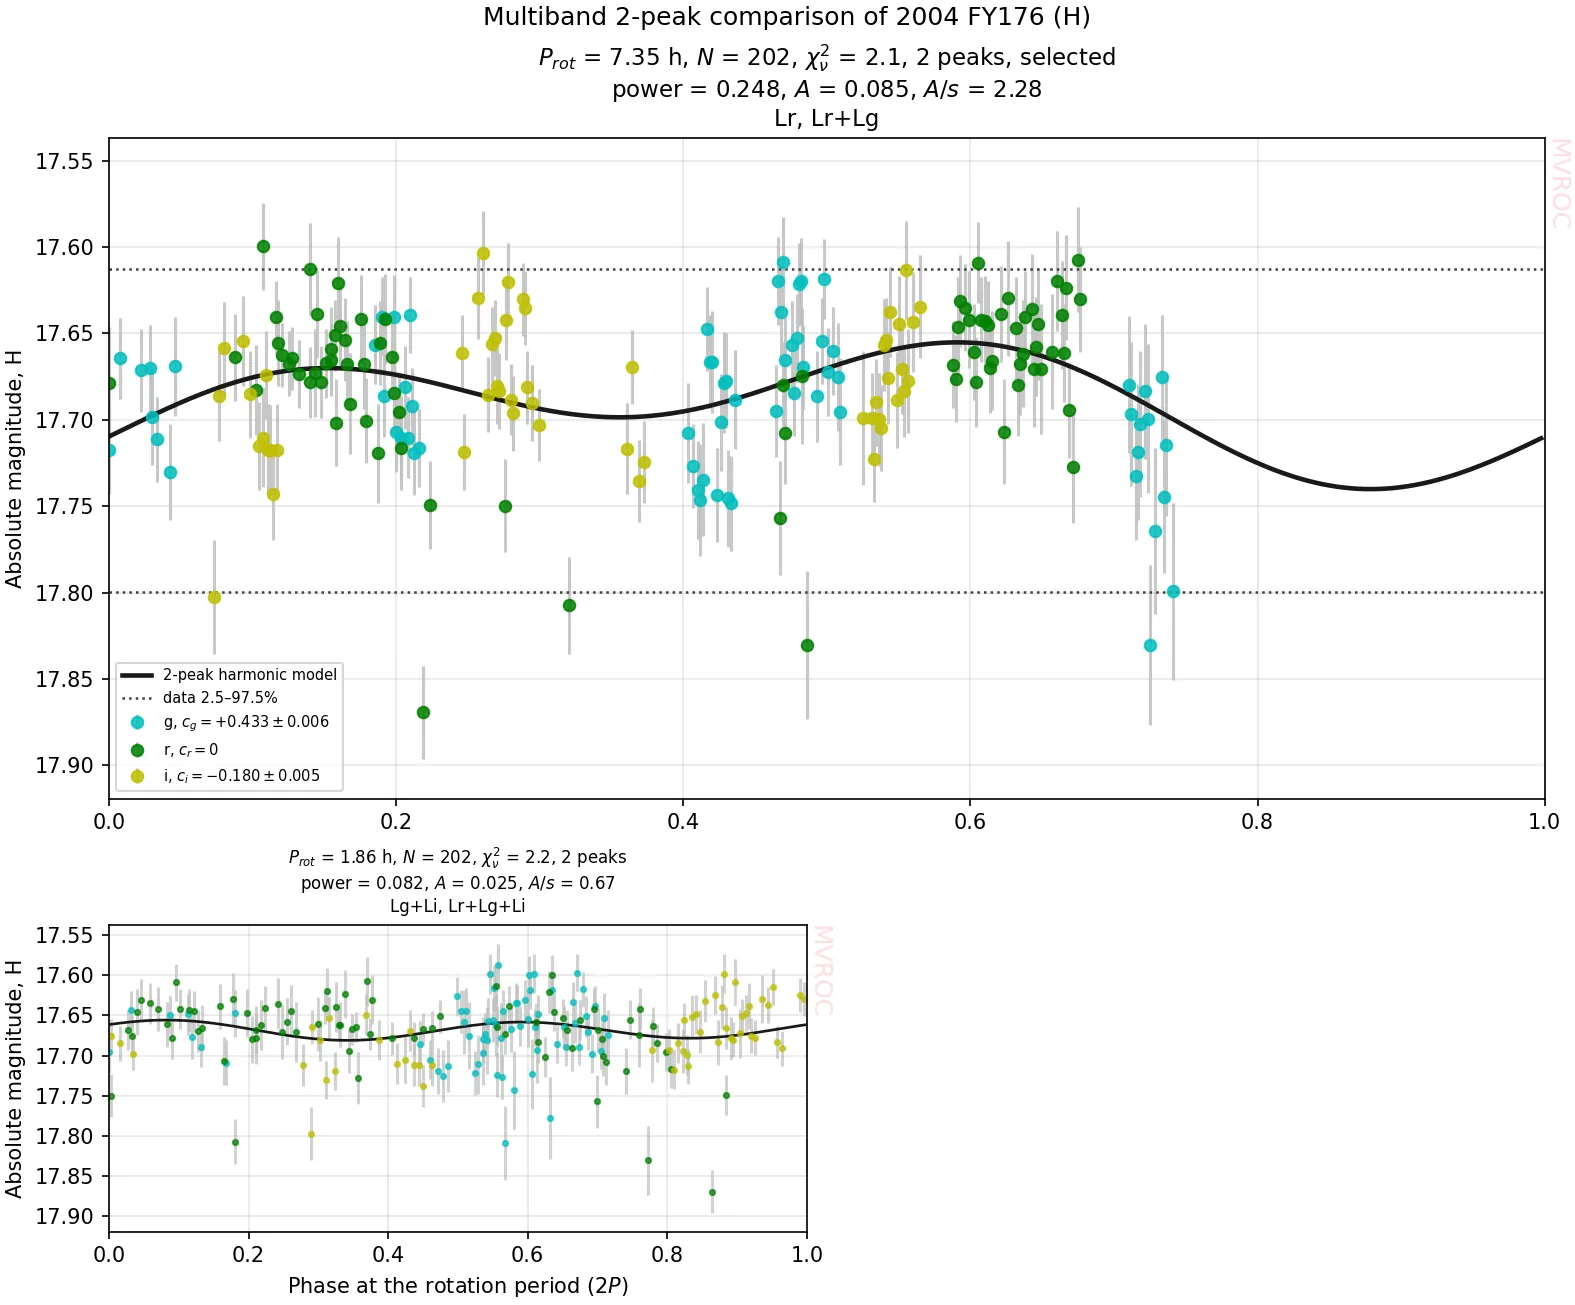 Multiband 2-peak comparison of 2004 FY176 (H)
P_rot = 7.35 h, N = 202, χ²_ν = 2.1, 2 peaks, selected
power = 0.248, A = 0.085, A/s = 2.28
Lr, Lr+Lg
MVROC
Absolute magnitude, H
17.55
17.60
17.65
17.70
17.75
17.80
17.85
17.90
2-peak harmonic model
data 2.5–97.5%
g, c_g = +0.433 ± 0.006
r, c_r = 0
i, c_i = −0.180 ± 0.005
0.0 0.2 0.4 0.6 0.8 1.0
P_rot = 1.86 h, N = 202, χ²_ν = 2.2, 2 peaks
power = 0.082, A = 0.025, A/s = 0.67
Lg+Li, Lr+Lg+Li
MVROC
Absolute magnitude, H
17.55
17.60
17.65
17.70
17.75
17.80
17.85
17.90
0.0 0.2 0.4 0.6 0.8 1.0
Phase at the rotation period (2P)